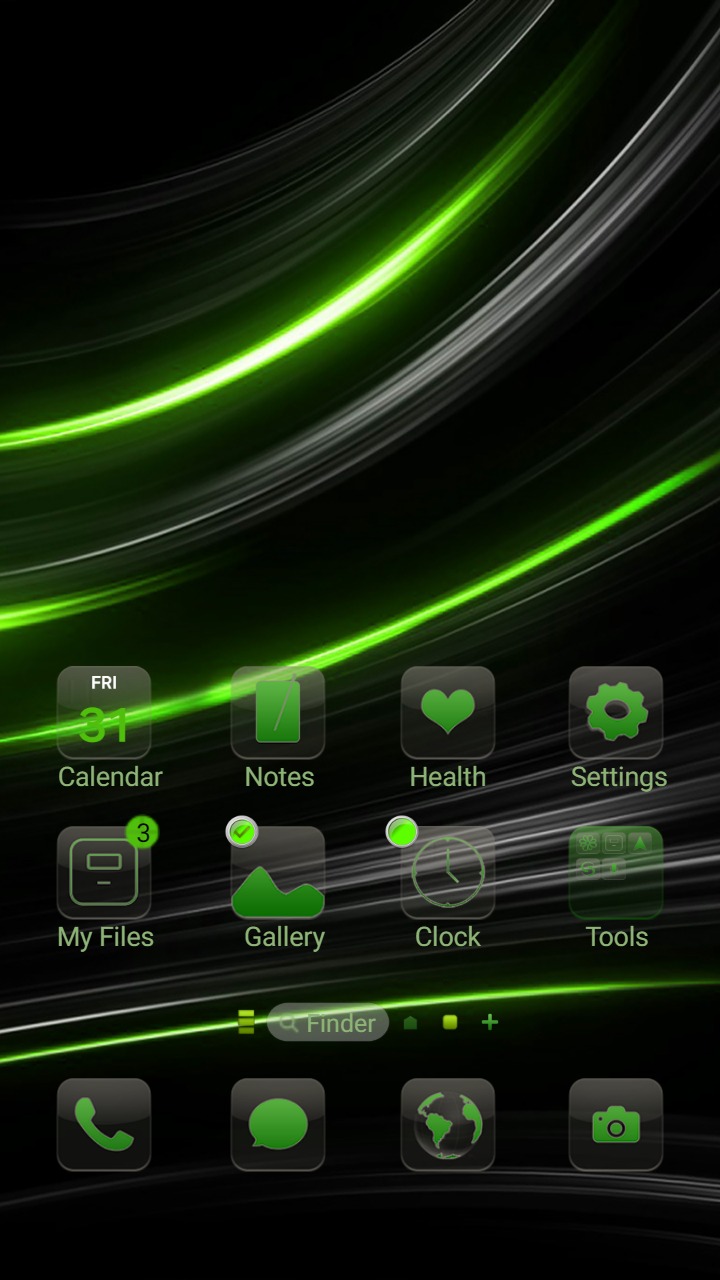 FRI
31
Calendar
Notes
Health
Settings
3
My Files
Gallery
Clock
Tools
Finder